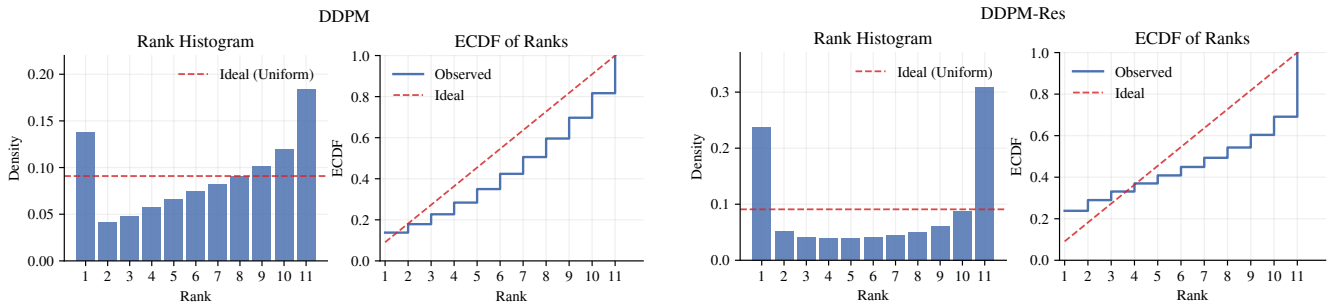 DDPM
Rank Histogram
Density
0.20
0.15
0.10
0.05
0.00
Ideal (Uniform)
1 2 3 4 5 6 7 8 9 10 11
Rank
ECDF of Ranks
ECDF
1.0
0.8
0.6
0.4
0.2
0.0
Observed
Ideal
1 2 3 4 5 6 7 8 9 10 11
Rank
DDPM-Res
Rank Histogram
Density
0.3
0.2
0.1
0.0
Ideal (Uniform)
1 2 3 4 5 6 7 8 9 10 11
Rank
ECDF of Ranks
ECDF
1.0
0.8
0.6
0.4
0.2
0.0
Observed
Ideal
1 2 3 4 5 6 7 8 9 10 11
Rank